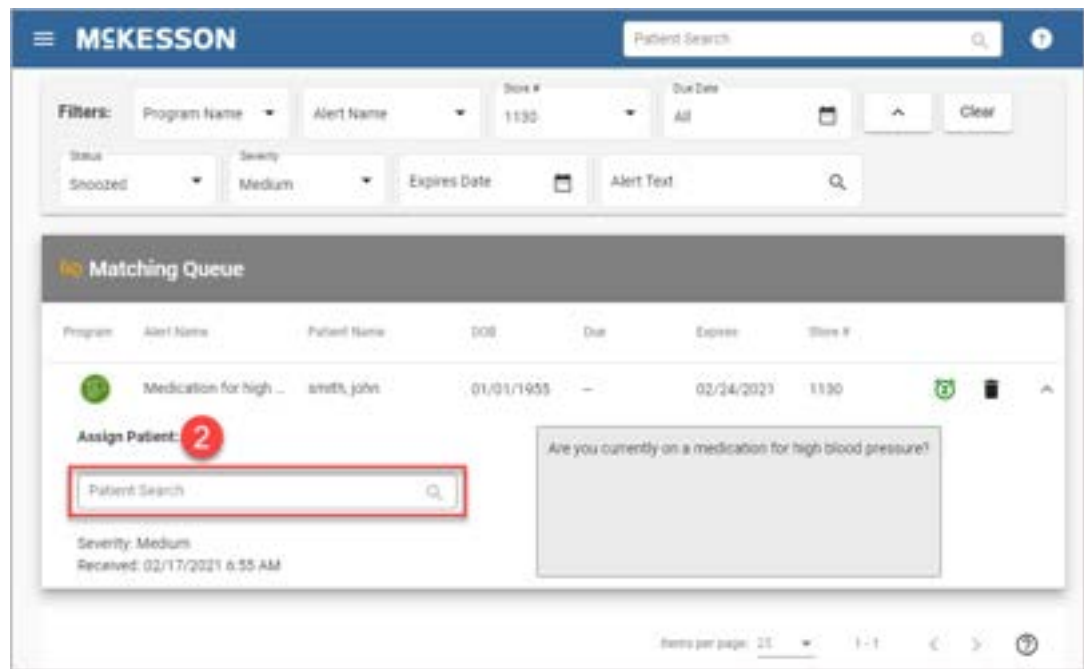 MCKESSON
Patient Search
Filters:
Program Name
Alert Name
Store #
1130
Due Date
All
Clear
Status
Snoozed
Severity
Medium
Expires Date
Alert Text
Matching Queue
Program Alert Name Patient Name DOB Due Expires Store #
Medication for high ... smith, john 01/01/1955 -- 02/24/2021 1130
Assign Patient: 2
Patient Search
Are you currently on a medication for high blood pressure?
Severity: Medium
Received: 02/17/2021 6:55 AM
Items per page: 25 1 - 1